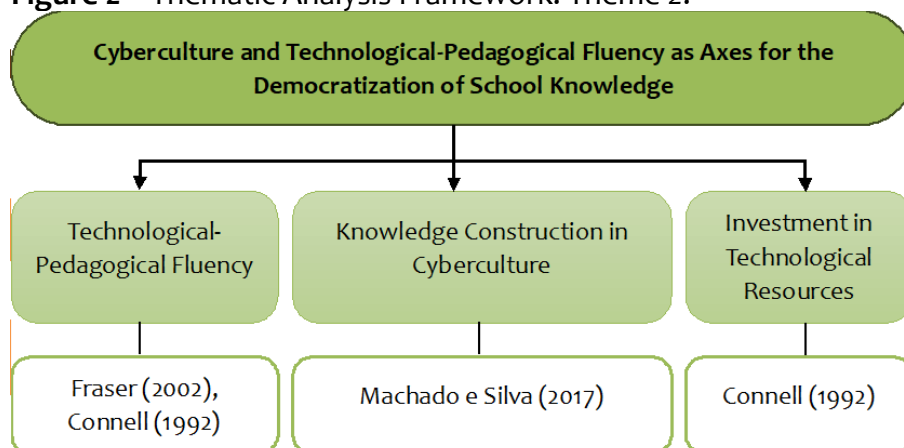 Figure 2 – Thematic Analysis Framework: Theme 2.
Cyberculture and Technological-Pedagogical Fluency as Axes for the
Democratization of School Knowledge
Technological-
Pedagogical Fluency
Knowledge Construction in
Cyberculture
Investment in
Technological
Resources
Fraser (2002),
Connell (1992)
Machado e Silva (2017)
Connell (1992)